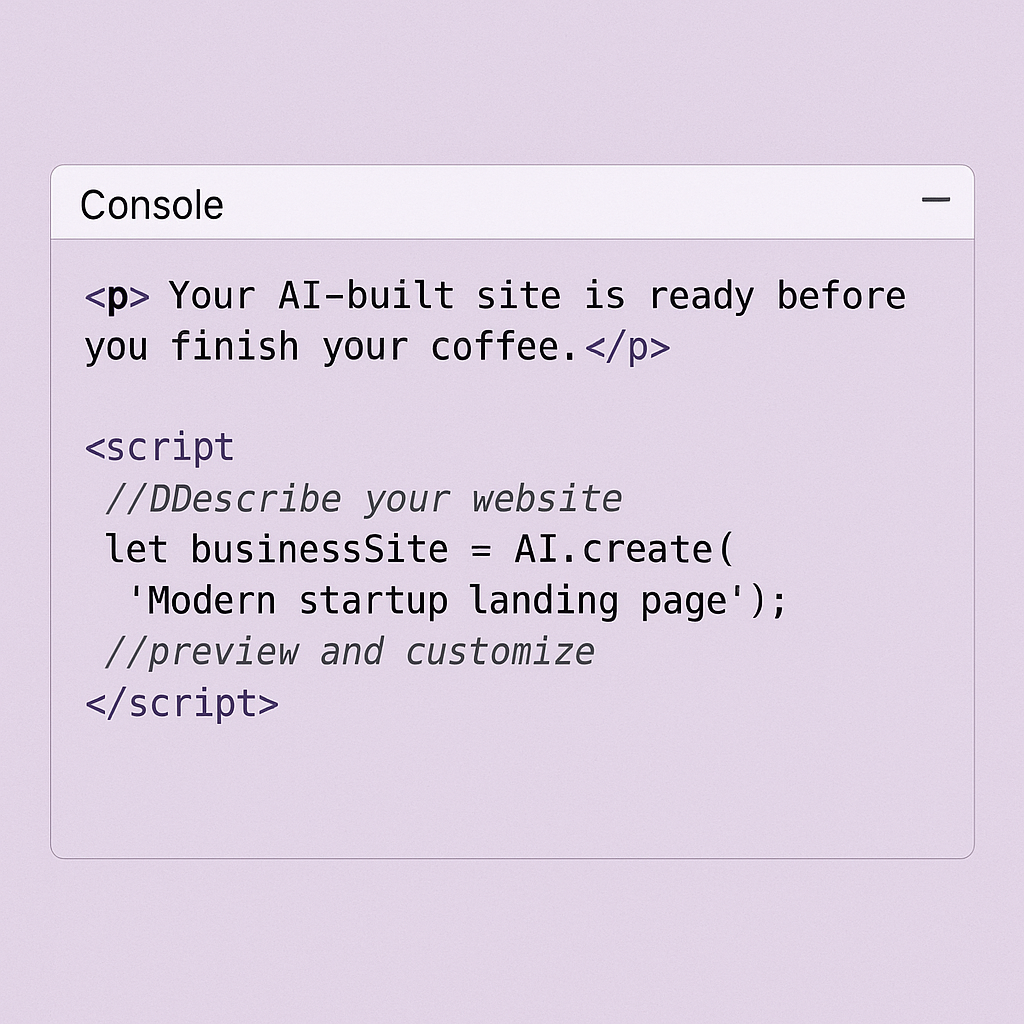 Console
<p> Your AI-built site is ready before
you finish your coffee.</p>
<script
//DDescribe your website
let businessSite = AI.create(
'Modern startup landing page');
//preview and customize
</script>